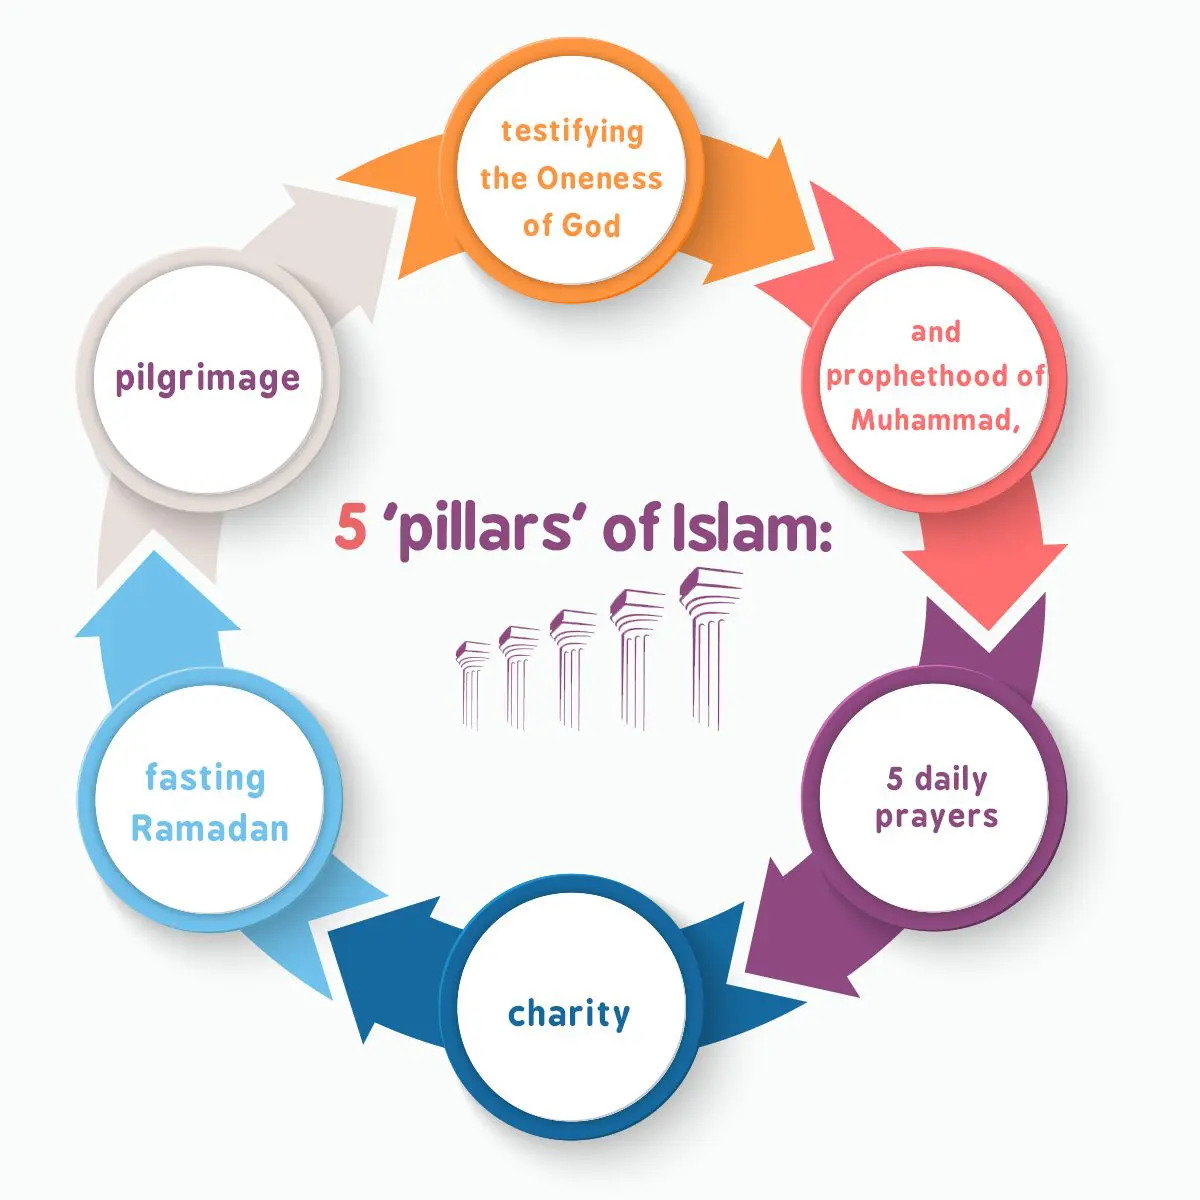 testifying
the Oneness
of God
and
prophethood of
Muhammad,
5 daily
prayers
charity
fasting
Ramadan
pilgrimage
5 ‘pillars’ of Islam: